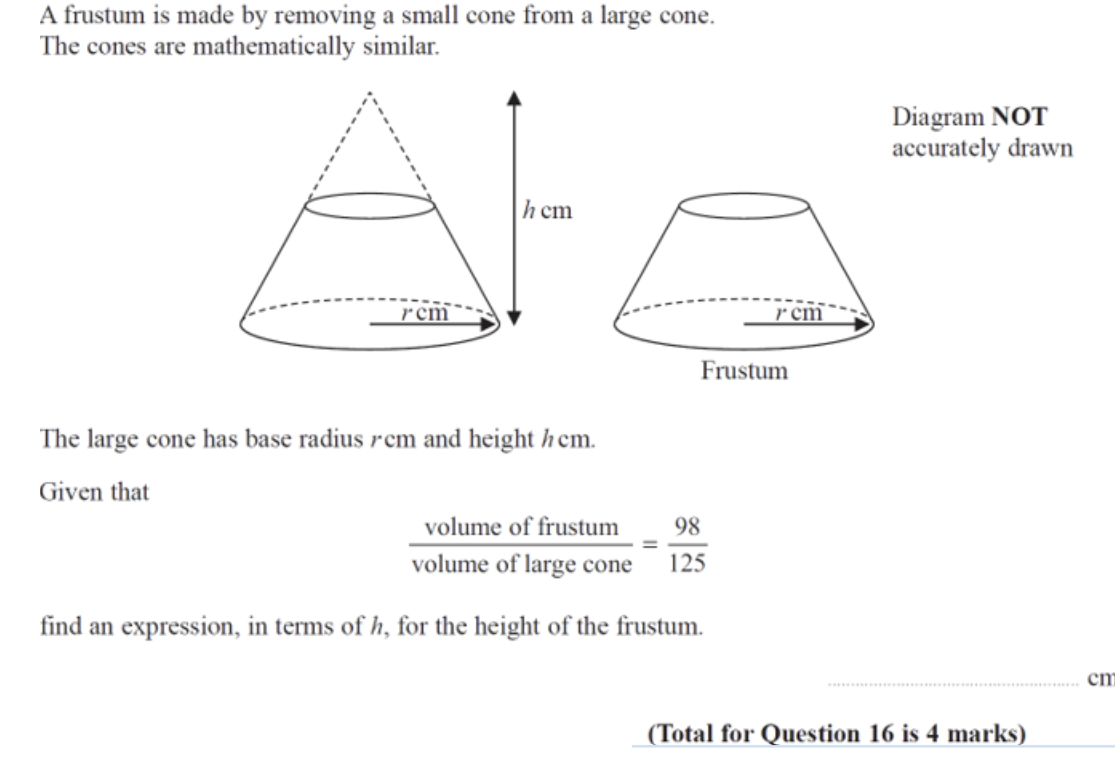 A frustum is made by removing a small cone from a large cone.
The cones are mathematically similar.
Diagram NOT
accurately drawn
h cm
r cm
r cm
Frustum
The large cone has base radius r cm and height h cm.
Given that
volume of frustum / volume of large cone = 98 / 125
find an expression, in terms of h, for the height of the frustum.
cm
(Total for Question 16 is 4 marks)